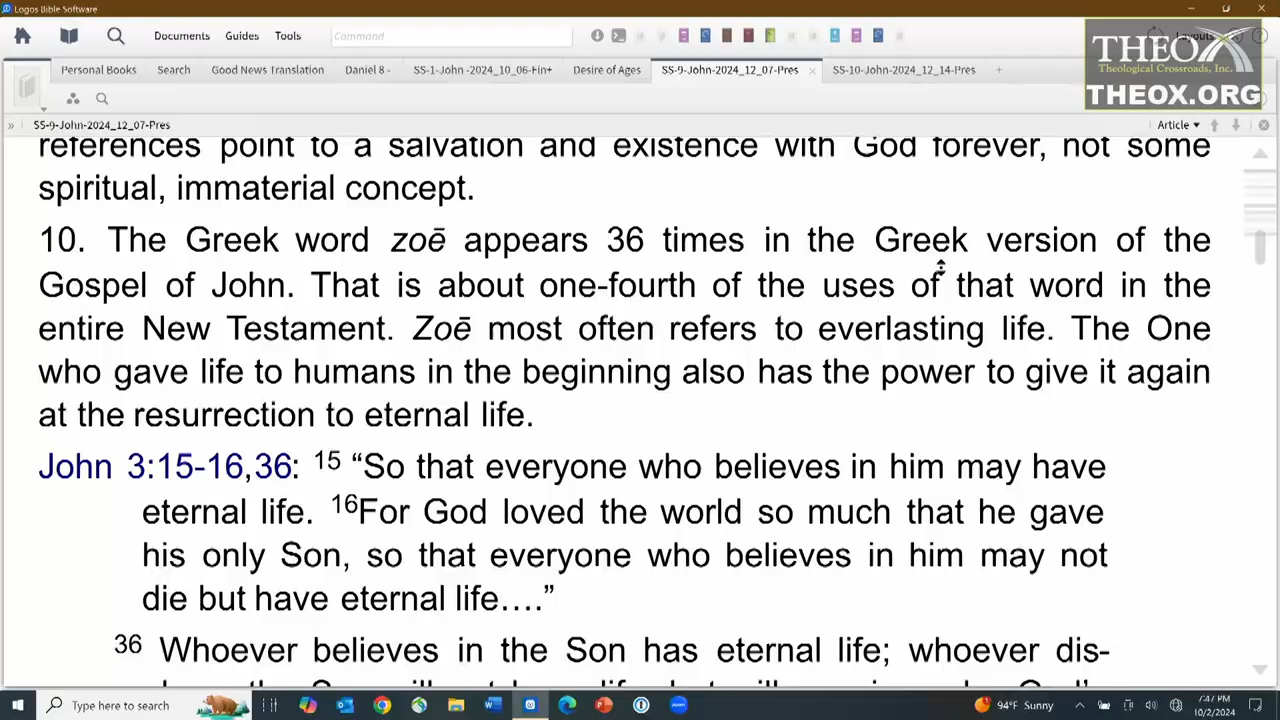 Logos Bible Software
Documents Guides Tools Command Layouts
THEOX
Theological Crossroads, Inc.
THEOX.ORG
Personal Books Search Good News Translation Daniel 8 - Desire of Ages SS-9-John-2024_12_07-Pres SS-10-John-2024_12_14-Pres +
SS-9-John-2024_12_07-Pres Article
references point to a salvation and existence with God forever, not some
spiritual, immaterial concept.
10. The Greek word zoē appears 36 times in the Greek version of the
Gospel of John. That is about one-fourth of the uses of that word in the
entire New Testament. Zoē most often refers to everlasting life. The One
who gave life to humans in the beginning also has the power to give it again
at the resurrection to eternal life.
John 3:15-16,36: 15 “So that everyone who believes in him may have
eternal life. 16For God loved the world so much that he gave
his only Son, so that everyone who believes in him may not
die but have eternal life….”
36 Whoever believes in the Son has eternal life; whoever dis-
Type here to search 94°F Sunny 7:47 PM
10/2/2024